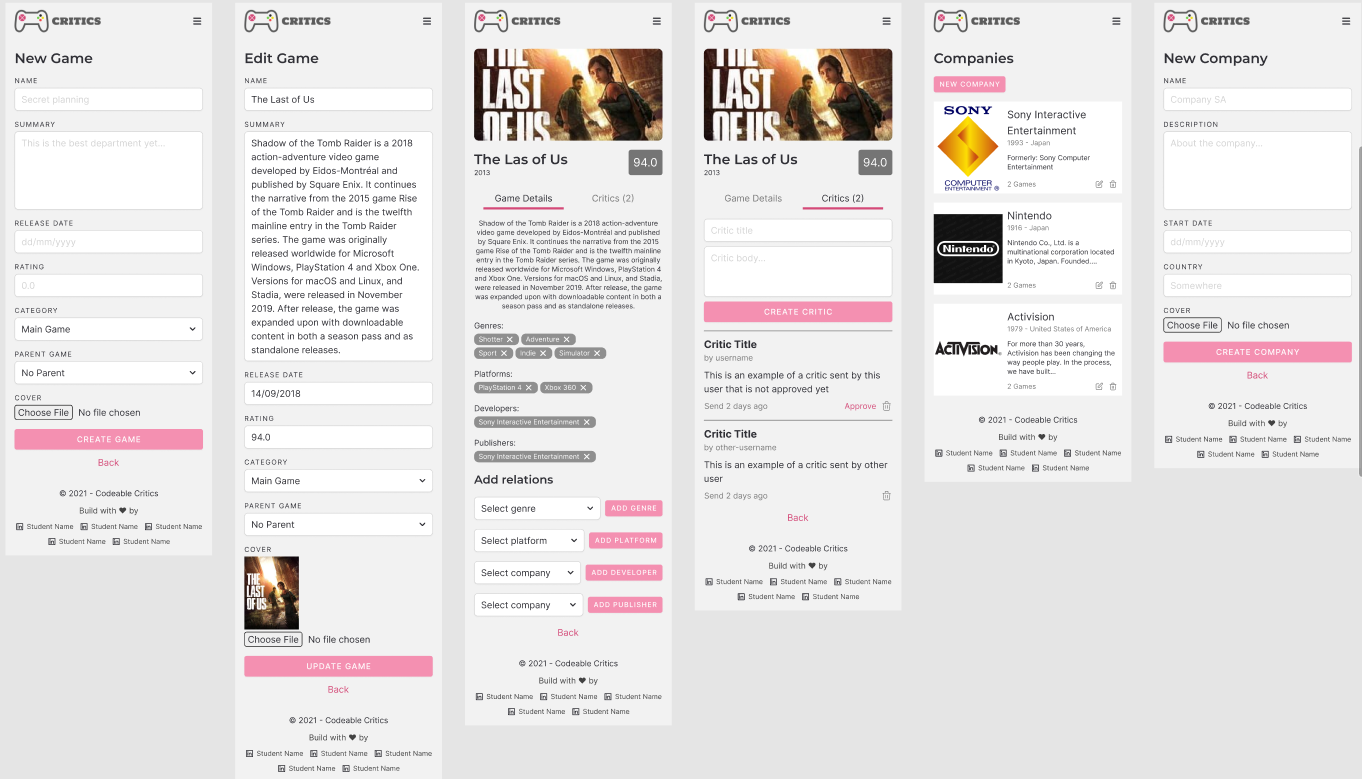 CRITICS
New Game
NAME
Secret planning
SUMMARY
This is the best department yet...
RELEASE DATE
dd/mm/yyyy
RATING
0.0
CATEGORY
Main Game
PARENT GAME
No Parent
COVER
Choose File No file chosen
CREATE GAME
Back
© 2021 - Codeable Critics
Build with ❤ by
Student Name Student Name Student Name
Student Name Student Name
CRITICS
Edit Game
NAME
The Last of Us
SUMMARY
Shadow of the Tomb Raider is a 2018
action-adventure video game
developed by Eidos-Montréal and
published by Square Enix. It continues
the narrative from the 2015 game Rise
of the Tomb Raider and is the twelfth
mainline entry in the Tomb Raider
series. The game was originally
released worldwide for Microsoft
Windows, PlayStation 4 and Xbox One.
Versions for macOS and Linux, and
Stadia, were released in November
2019. After release, the game was
expanded upon with downloadable
content in both a season pass and as
standalone releases.
RELEASE DATE
14/09/2018
RATING
94.0
CATEGORY
Main Game
PARENT GAME
No Parent
COVER
THE
LAST
OF US
Choose File No file chosen
UPDATE GAME
Back
© 2021 - Codeable Critics
Build with ❤ by
Student Name Student Name Student Name
Student Name Student Name
CRITICS
THE
LAST
OF US
The Las of Us 94.0
2013
Game Details Critics (2)
Shadow of the Tomb Raider is a 2018 action-adventure
video game developed by Eidos-Montréal and published
by Square Enix. It continues the narrative from the 2015
game Rise of the Tomb Raider and is the twelfth mainline
entry in the Tomb Raider series. The game was originally
released worldwide for Microsoft Windows, PlayStation 4
and Xbox One. Versions for macOS and Linux, and Stadia,
were released in November 2019. After release, the game
was expanded upon with downloadable content in both a
season pass and as standalone releases.
Genres:
Shotter Adventure
Sport Indie Simulator
Platforms:
PlayStation 4 Xbox 360
Developers:
Sony Interactive Entertainment
Publishers:
Sony Interactive Entertainment
Add relations
Select genre ADD GENRE
Select platform ADD PLATFORM
Select company ADD DEVELOPER
Select company ADD PUBLISHER
Back
© 2021 - Codeable Critics
Build with ❤ by
Student Name Student Name Student Name
Student Name Student Name
CRITICS
THE
LAST
OF US
The Las of Us 94.0
2013
Game Details Critics (2)
Critic title
Critic body...
CREATE CRITIC
Critic Title
by username
This is an example of a critic sent by this
user that is not approved yet
Send 2 days ago Approve
Critic Title
by other-username
This is an example of a critic sent by other
user
Send 2 days ago
Back
© 2021 - Codeable Critics
Build with ❤ by
Student Name Student Name Student Name
Student Name Student Name
CRITICS
Companies
NEW COMPANY
SONY
COMPUTER
ENTERTAINMENT ®
Sony Interactive
Entertainment
1993 - Japan
Formerly: Sony Computer
Entertainment
2 Games
Nintendo
Nintendo
1916 - Japan
Nintendo Co., Ltd. is a
multinational corporation located
in Kyoto, Japan. Founded....
2 Games
ACTIVISION
Activision
1979 - United States of America
For more than 30 years,
Activision has been changing the
way people play. In the process,
we have built...
2 Games
© 2021 - Codeable Critics
Build with ❤ by
Student Name Student Name Student Name
Student Name Student Name
CRITICS
New Company
NAME
Company SA
DESCRIPTION
About the company...
START DATE
dd/mm/yyyy
COUNTRY
Somewhere
COVER
Choose File No file chosen
CREATE COMPANY
Back
© 2021 - Codeable Critics
Build with ❤ by
Student Name Student Name Student Name
Student Name Student Name